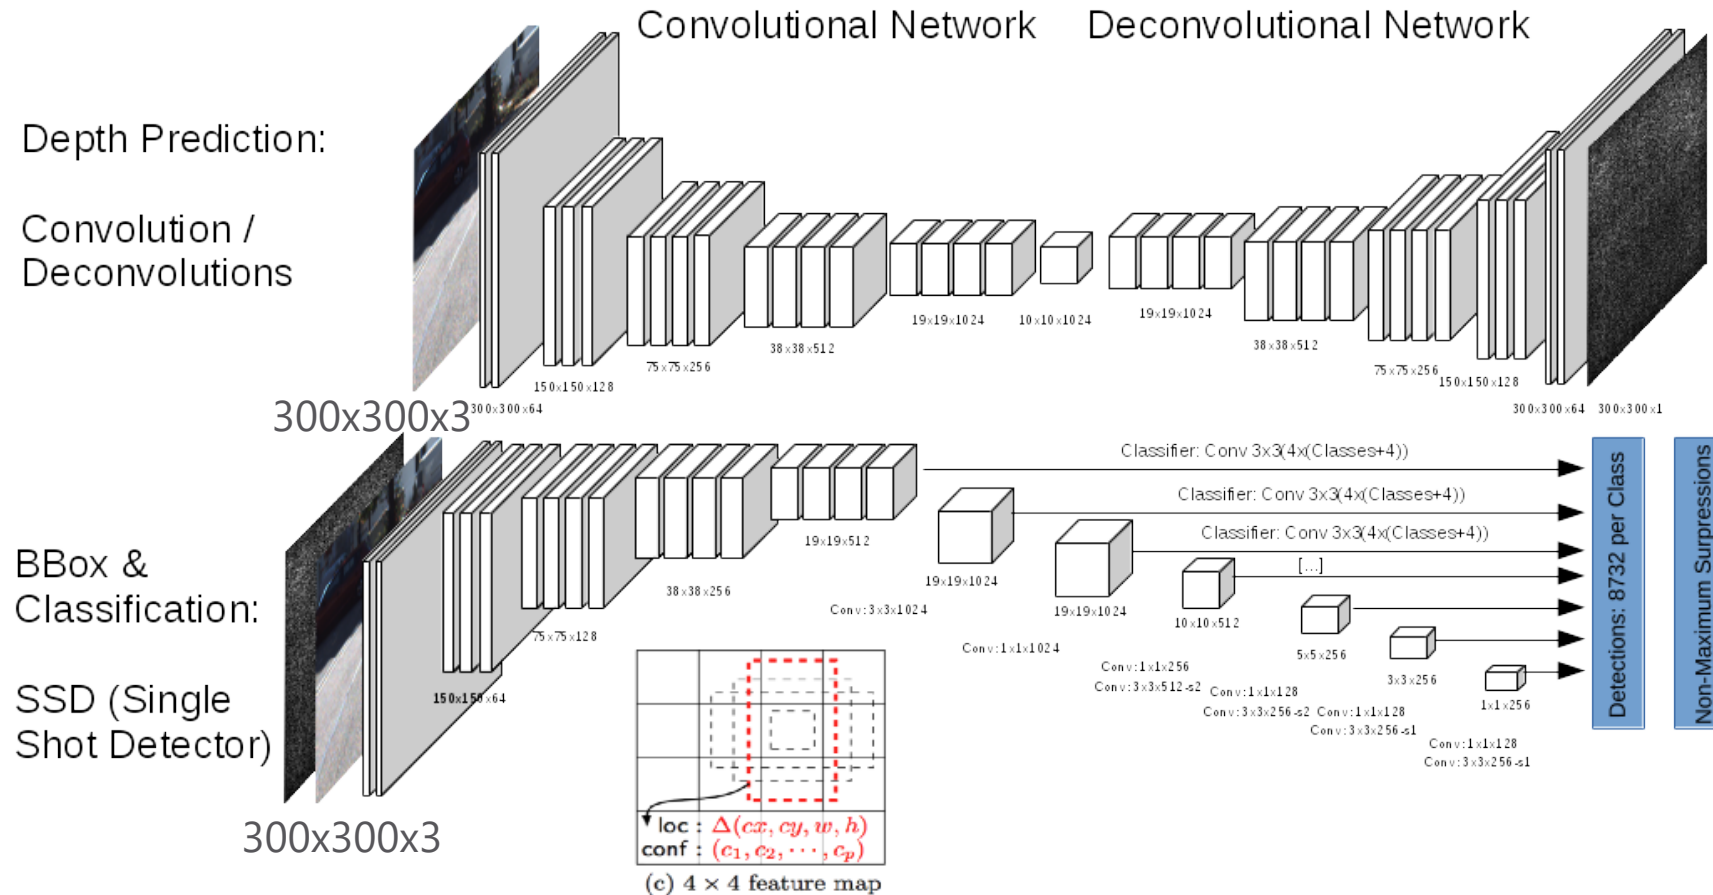 Convolutional Network
Deconvolutional Network
Depth Prediction:
Convolution /
Deconvolutions
300x300x3
300x300x64
150x150x128
75x75x256
38x38x512
19x19x1024
10x10x1024
19x19x1024
38x38x512
75x75x256
150x150x128
300x300x64
300x300x1
BBox &
Classification:
SSD (Single
Shot Detector)
300x300x3
150x150x64
75x75x128
38x38x256
19x19x512
Conv:3x3x1024
19x19x1024
Conv:1x1x1024
19x19x1024
Conv:1x1x256
Conv:3x3x512-s2
10x10x512
Conv:1x1x128
Conv:3x3x256-s2
5x5x256
Conv:1x1x128
Conv:3x3x256-s1
3x3x256
Conv:1x1x128
Conv:3x3x256-s1
1x1x256
Classifier: Conv 3x3(4x(Classes+4))
Classifier: Conv 3x3(4x(Classes+4))
Classifier: Conv 3x3(4x(Classes+4))
[...]
Detections: 8732 per Class
Non-Maximum Surpressions
loc : Δ(cx, cy, w, h)
conf : (c₁, c₂, ⋯, cₚ)
(c) 4 × 4 feature map